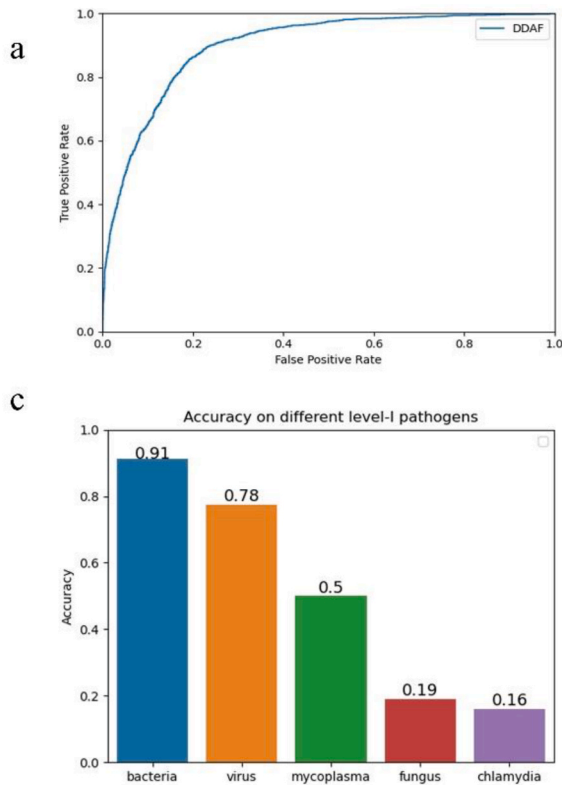 a
1.0
0.8
0.6
0.4
0.2
0.0
True Positive Rate
DDAF
0.0 0.2 0.4 0.6 0.8 1.0
False Positive Rate
c
Accuracy on different level-I pathogens
1.0
0.8
0.6
0.4
0.2
0.0
Accuracy
0.91
0.78
0.5
0.19
0.16
bacteria virus mycoplasma fungus chlamydia